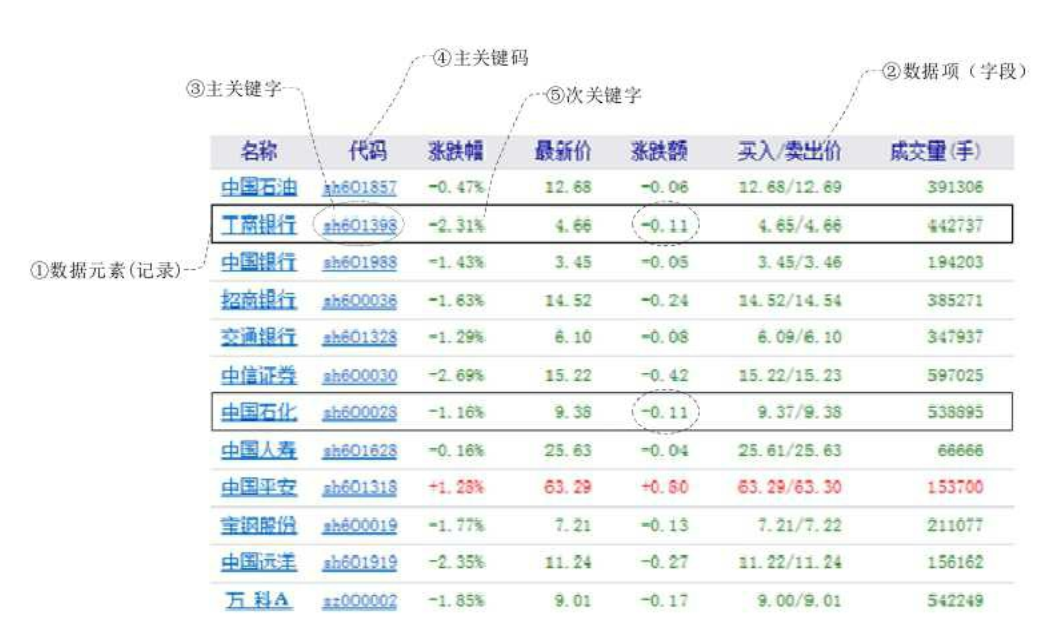 ④主关键码
③主关键字
②数据项（字段）
⑤次关键字
名称 代码 涨跌幅 最新价 涨跌额 买入/卖出价 成交量(手)
中国石油 sh601857 -0.47% 12.68 -0.06 12.68/12.69 391306
工商银行 sh601398 -2.31% 4.66 -0.11 4.65/4.66 442737
①数据元素(记录)
中国银行 sh601988 -1.43% 3.45 -0.05 3.45/3.46 194203
招商银行 sh600036 -1.63% 14.52 -0.24 14.52/14.54 385271
交通银行 sh601328 -1.29% 6.10 -0.08 6.09/6.10 347937
中信证券 sh600030 -2.69% 15.22 -0.42 15.22/15.23 597025
中国石化 sh600028 -1.16% 9.38 -0.11 9.37/9.38 538895
中国人寿 sh601628 -0.16% 25.63 -0.04 25.61/25.63 66666
中国平安 sh601318 +1.28% 63.29 +0.80 63.29/63.30 153700
宝钢股份 sh600019 -1.77% 7.21 -0.13 7.21/7.22 211077
中国远洋 sh601919 -2.35% 11.24 -0.27 11.22/11.24 156162
万 科A sz000002 -1.85% 9.01 -0.17 9.00/9.01 542249